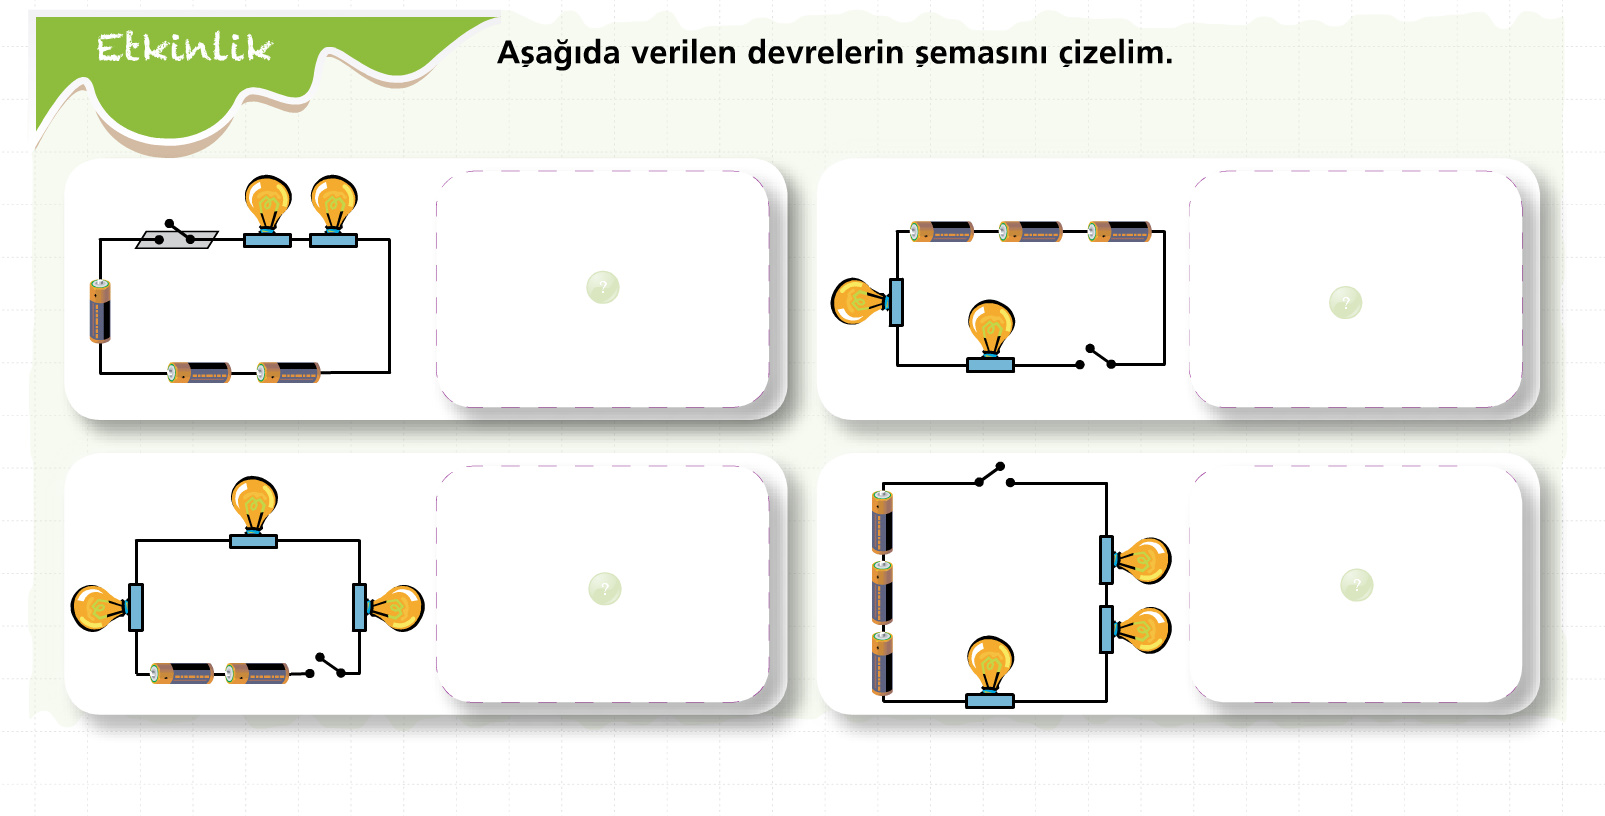 Etkinlik
Aşağıda verilen devrelerin şemasını çizelim.
?
?
?
?